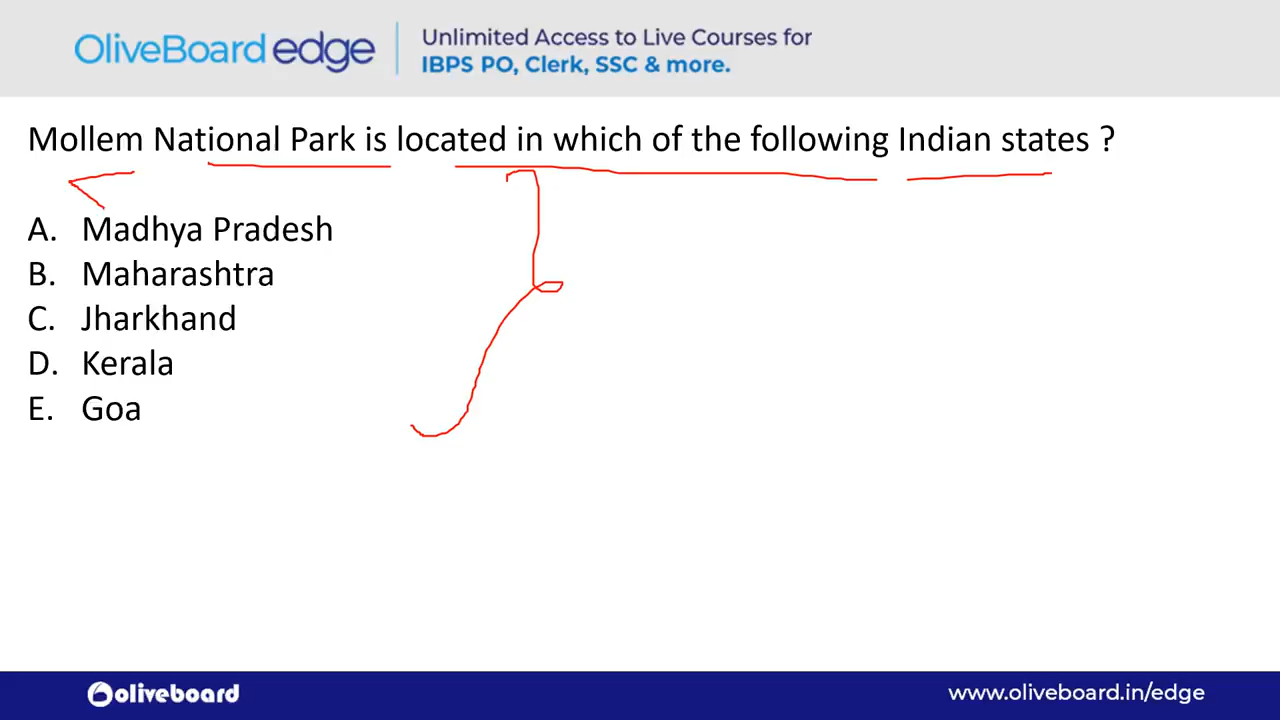 OliveBoard edge
Unlimited Access to Live Courses for
IBPS PO, Clerk, SSC & more.
Mollem National Park is located in which of the following Indian states ?
A. Madhya Pradesh
B. Maharashtra
C. Jharkhand
D. Kerala
E. Goa
oliveboard
www.oliveboard.in/edge